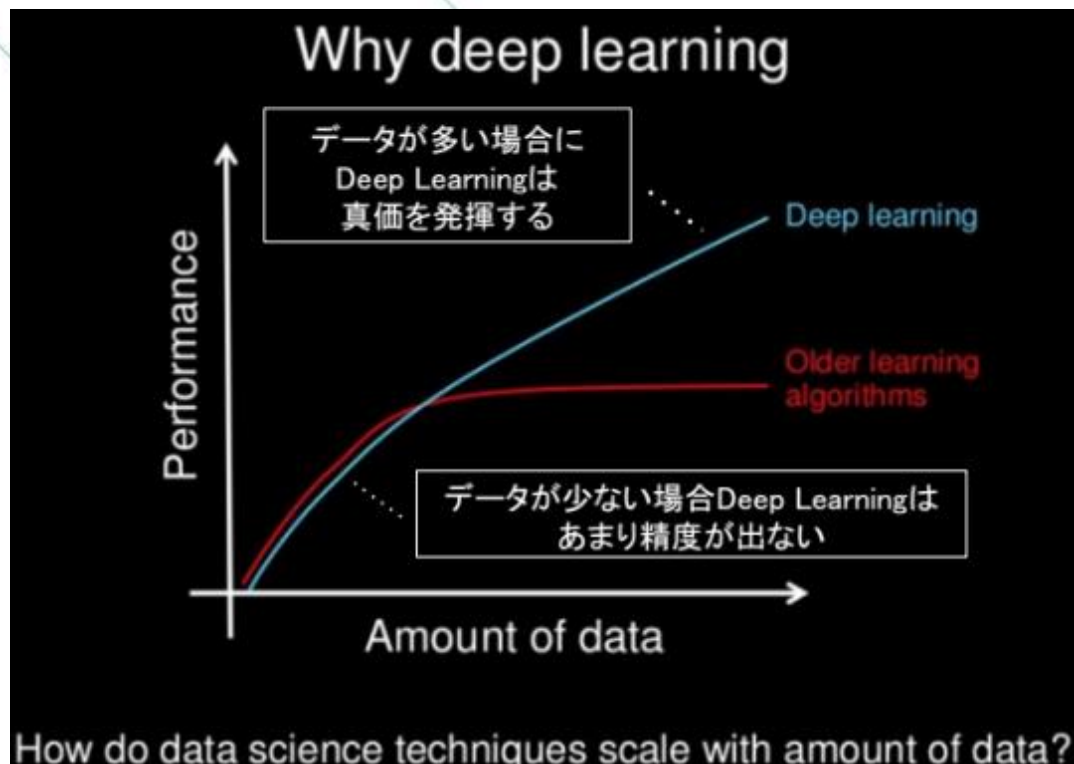 Why deep learning
データが多い場合に
Deep Learningは
真価を発揮する
Deep learning
Performance
Older learning
algorithms
データが少ない場合Deep Learningは
あまり精度が出ない
Amount of data
How do data science techniques scale with amount of data?